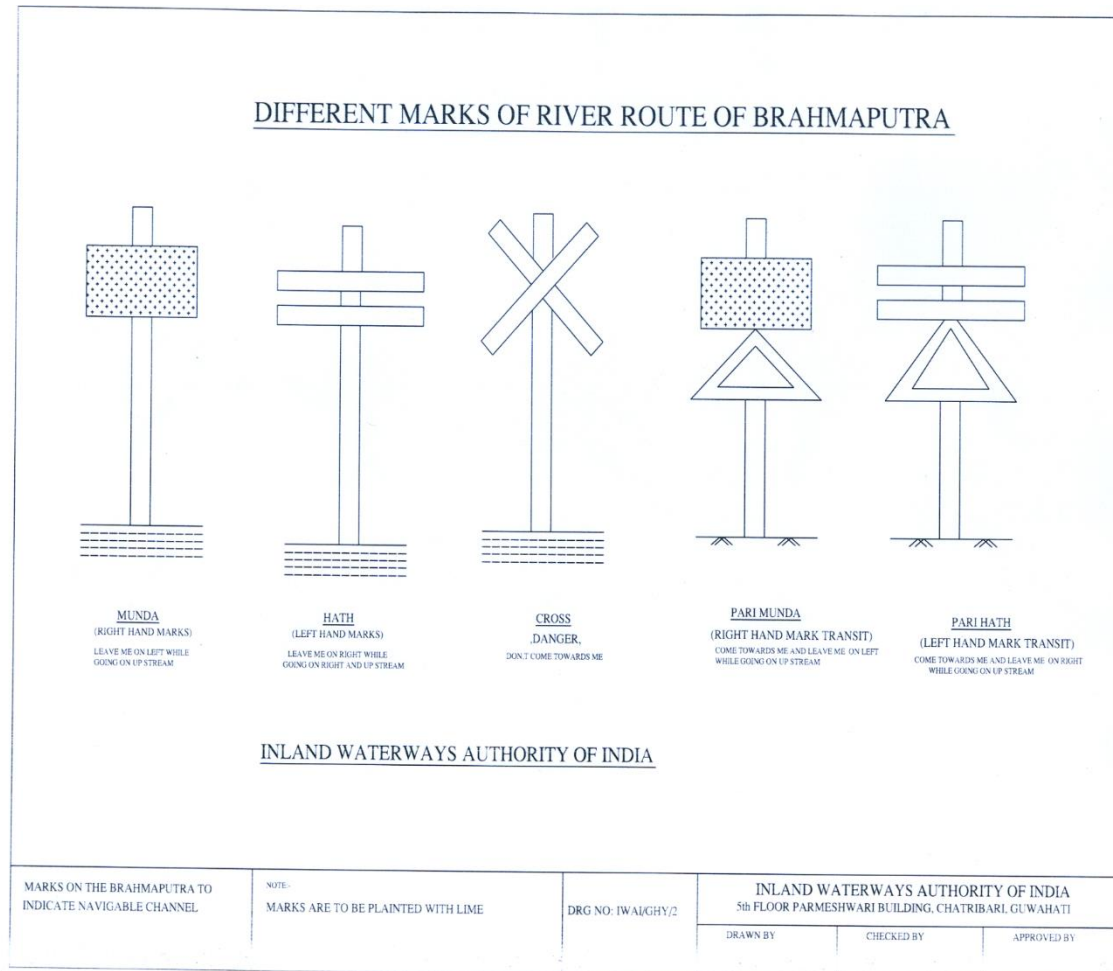 DIFFERENT MARKS OF RIVER ROUTE OF BRAHMAPUTRA
MUNDA
(RIGHT HAND MARKS)
LEAVE ME ON LEFT WHILE
GOING ON UP STREAM
HATH
(LEFT HAND MARKS)
LEAVE ME ON RIGHT WHILE
GOING ON RIGHT AND UP STREAM
CROSS
,DANGER,
DON,T COME TOWARDS ME
PARI MUNDA
(RIGHT HAND MARK TRANSIT)
COME TOWARDS ME AND LEAVE ME ON LEFT
WHILE GOING ON UP STREAM
PARI HATH
(LEFT HAND MARK TRANSIT)
COME TOWARDS ME AND LEAVE ME ON RIGHT
WHILE GOING ON UP STREAM
INLAND WATERWAYS AUTHORITY OF INDIA
MARKS ON THE BRAHMAPUTRA TO
INDICATE NAVIGABLE CHANNEL
NOTE:-
MARKS ARE TO BE PLAINTED WITH LIME
DRG NO: IWAI/GHY/2
INLAND WATERWAYS AUTHORITY OF INDIA
5th FLOOR PARMESHWARI BUILDING, CHATRIBARI, GUWAHATI
DRAWN BY
CHECKED BY
APPROVED BY